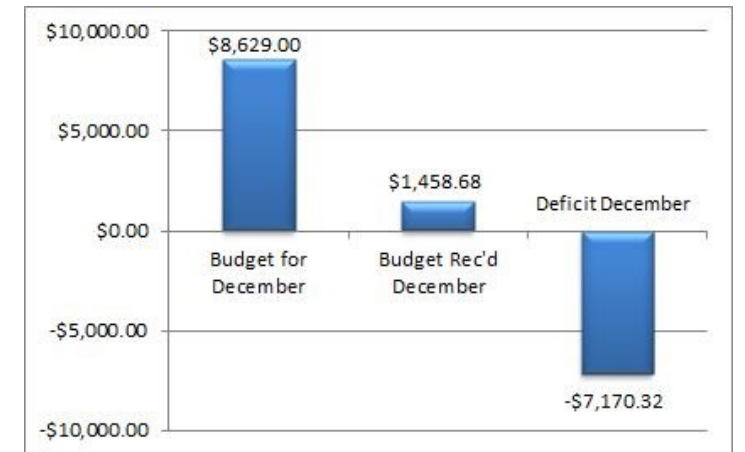 $10,000.00
$8,629.00
$5,000.00
$1,458.68
Deficit December
$0.00
Budget for
December
Budget Rec'd
December
-$5,000.00
-$7,170.32
-$10,000.00